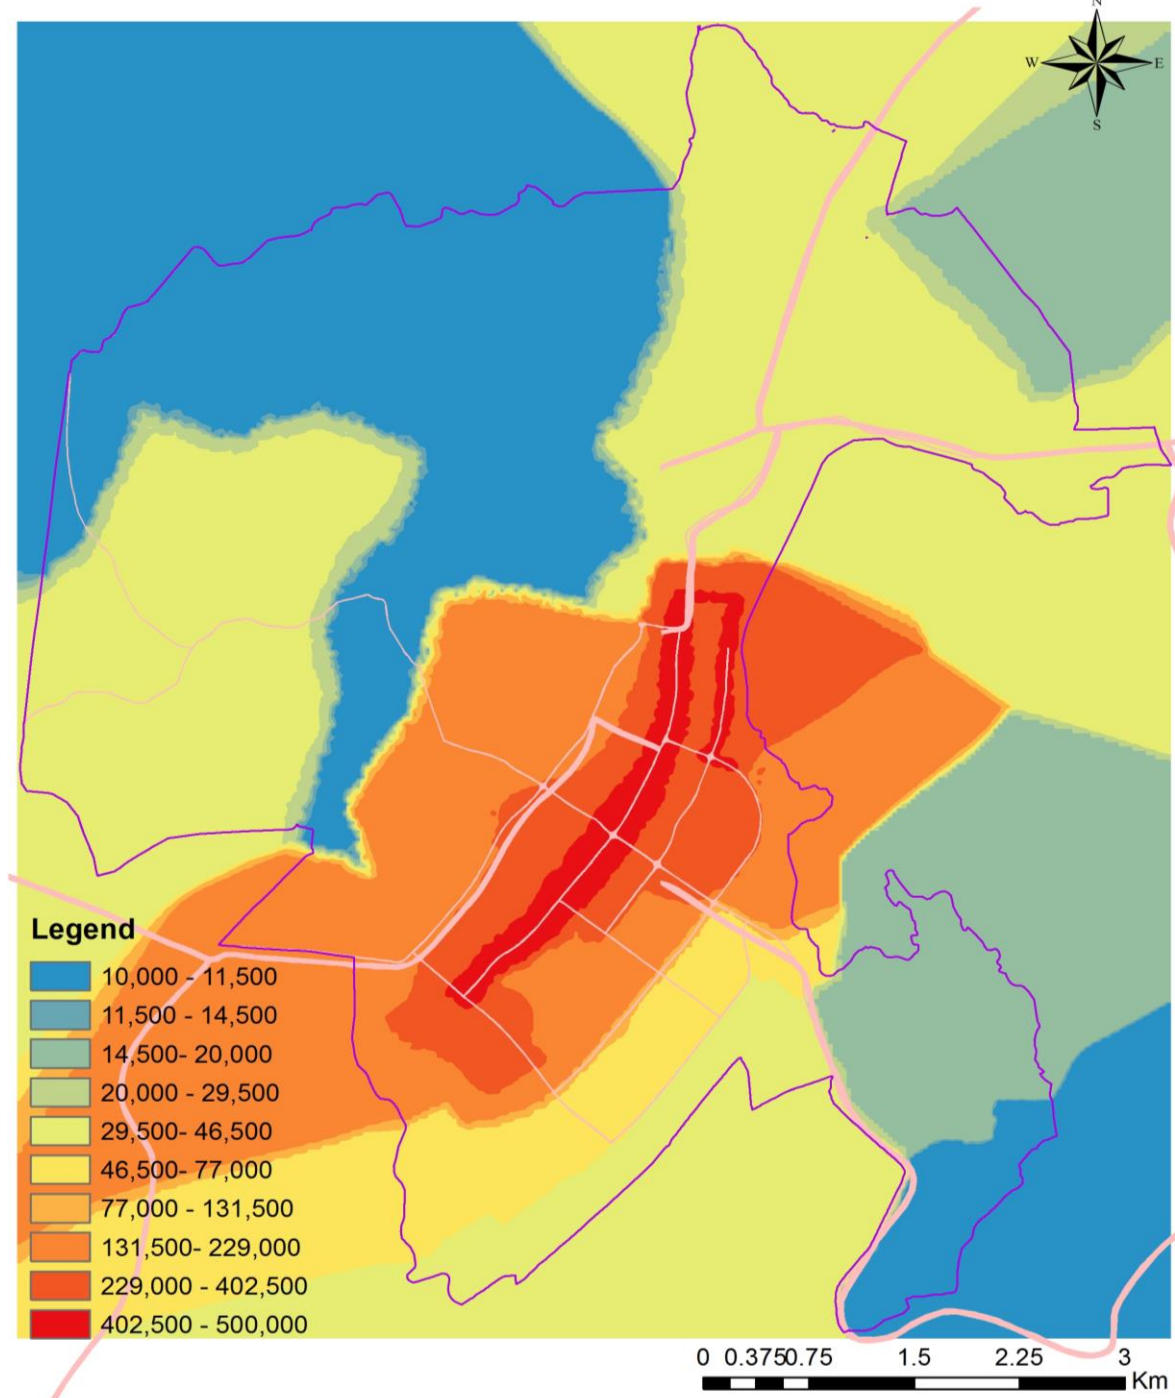 N
W E
S
Legend
10,000 - 11,500
11,500 - 14,500
14,500- 20,000
20,000 - 29,500
29,500- 46,500
46,500- 77,000
77,000 - 131,500
131,500- 229,000
229,000 - 402,500
402,500 - 500,000
0 0.375 0.75 1.5 2.25 3
Km